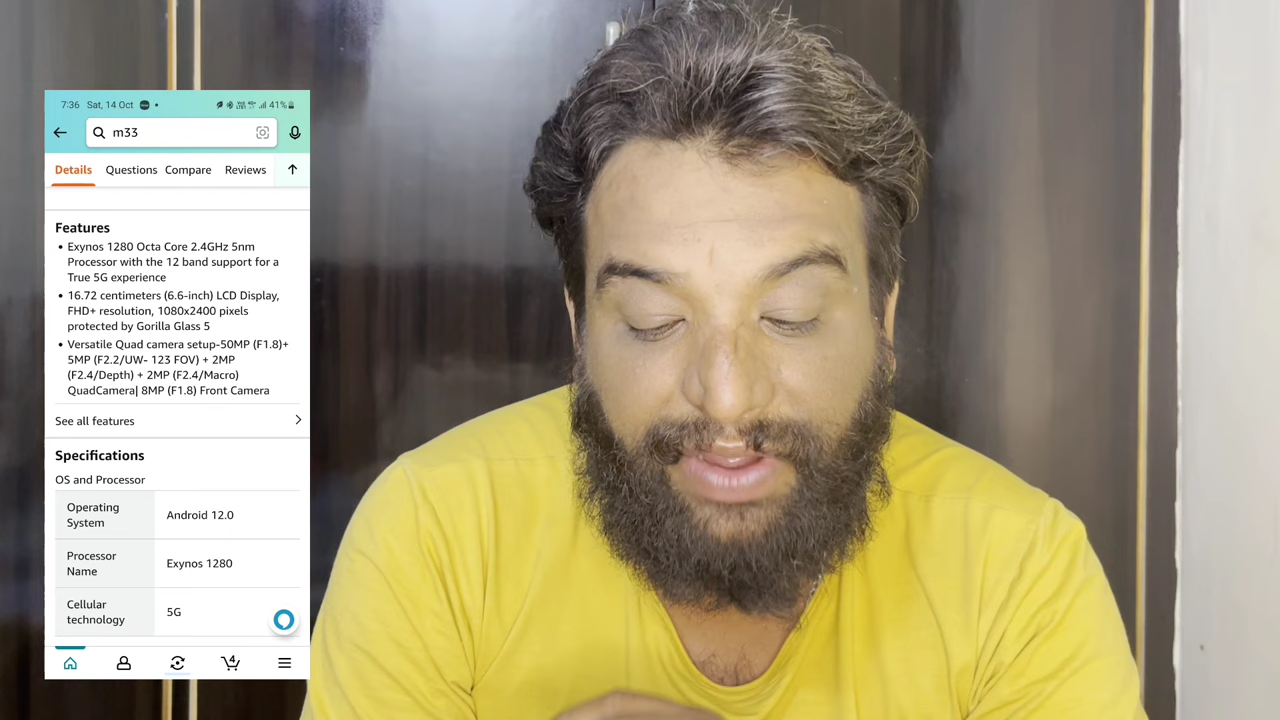 7:36 Sat, 14 Oct 41%
m33
Details Questions Compare Reviews
Features
• Exynos 1280 Octa Core 2.4GHz 5nm
Processor with the 12 band support for a
True 5G experience
• 16.72 centimeters (6.6-inch) LCD Display,
FHD+ resolution, 1080x2400 pixels
protected by Gorilla Glass 5
• Versatile Quad camera setup-50MP (F1.8)+
5MP (F2.2/UW- 123 FOV) + 2MP
(F2.4/Depth) + 2MP (F2.4/Macro)
QuadCamera| 8MP (F1.8) Front Camera
See all features
Specifications
OS and Processor
Operating
System
Android 12.0
Processor
Name
Exynos 1280
Cellular
technology
5G
4